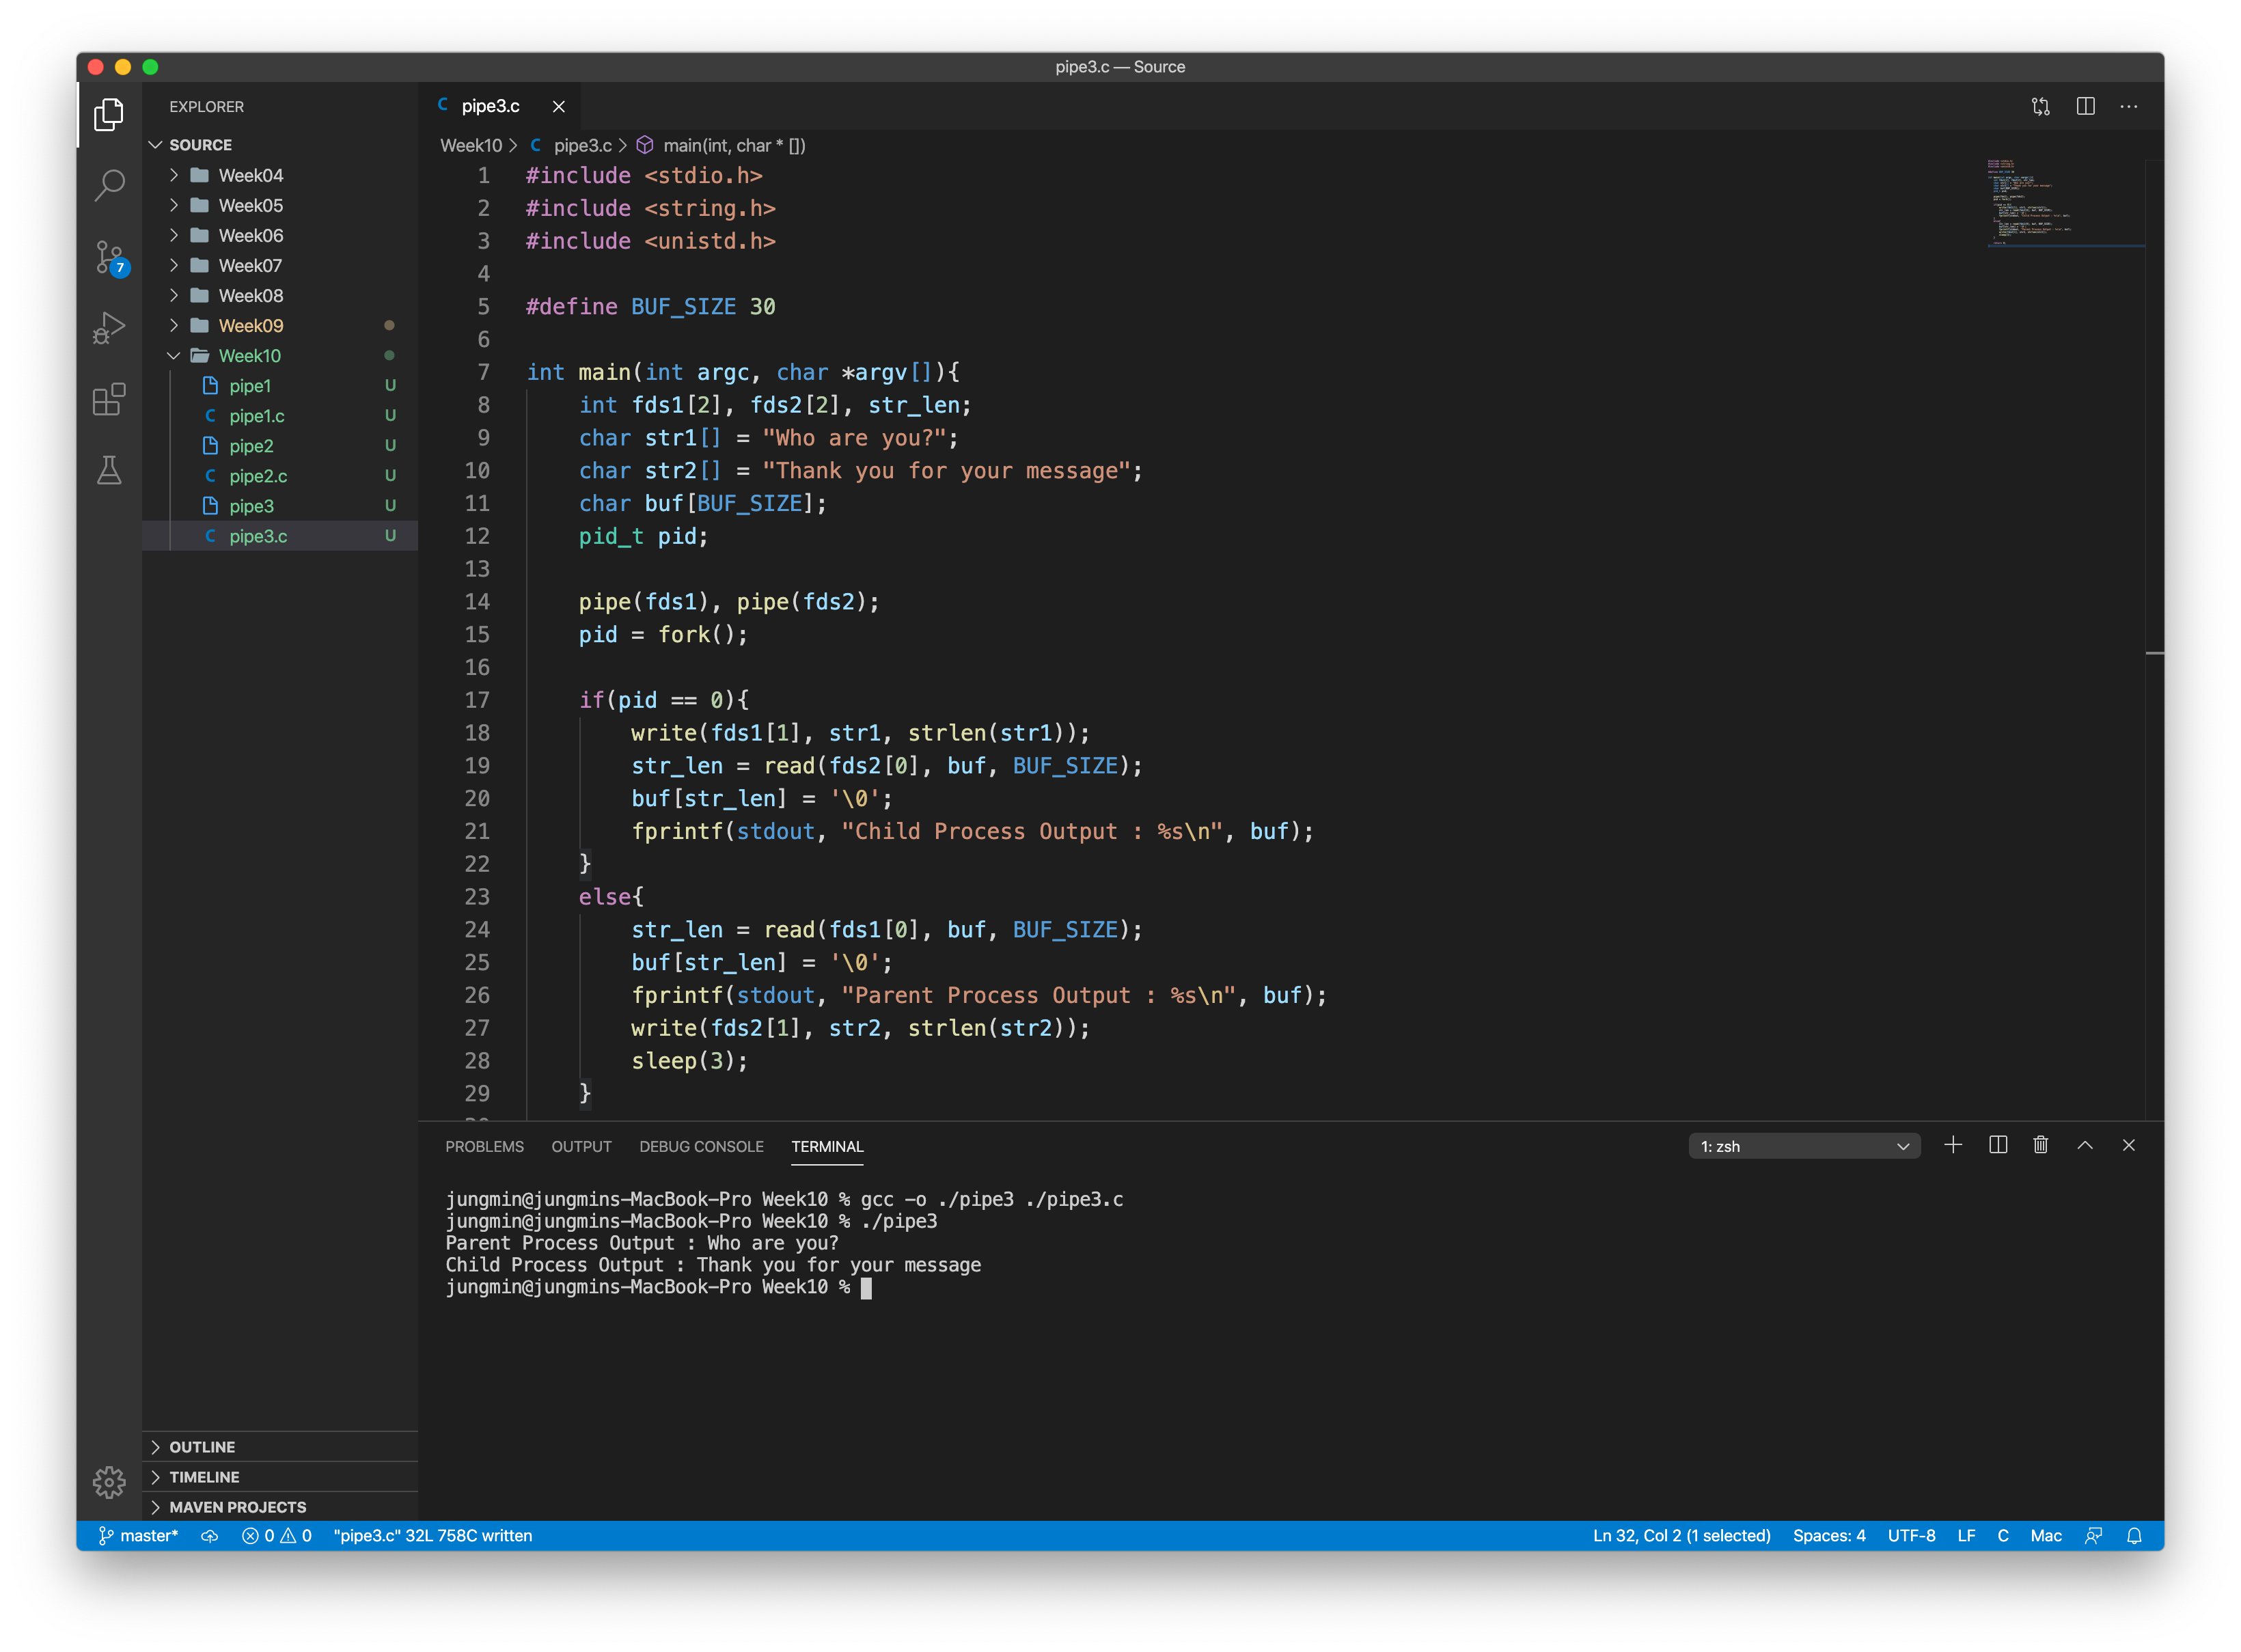 pipe3.c — Source
EXPLORER
SOURCE
Week04
Week05
Week06
Week07
Week08
Week09
Week10
pipe1 U
pipe1.c U
pipe2 U
pipe2.c U
pipe3 U
pipe3.c U
7
OUTLINE
TIMELINE
MAVEN PROJECTS
C pipe3.c
Week10 > C pipe3.c > main(int, char * [])
1 #include <stdio.h>
2 #include <string.h>
3 #include <unistd.h>
4
5 #define BUF_SIZE 30
6
7 int main(int argc, char *argv[]){
8     int fds1[2], fds2[2], str_len;
9     char str1[] = "Who are you?";
10     char str2[] = "Thank you for your message";
11     char buf[BUF_SIZE];
12     pid_t pid;
13
14     pipe(fds1), pipe(fds2);
15     pid = fork();
16
17     if(pid == 0){
18         write(fds1[1], str1, strlen(str1));
19         str_len = read(fds2[0], buf, BUF_SIZE);
20         buf[str_len] = '\0';
21         fprintf(stdout, "Child Process Output : %s\n", buf);
22     }
23     else{
24         str_len = read(fds1[0], buf, BUF_SIZE);
25         buf[str_len] = '\0';
26         fprintf(stdout, "Parent Process Output : %s\n", buf);
27         write(fds2[1], str2, strlen(str2));
28         sleep(3);
29     }
PROBLEMS OUTPUT DEBUG CONSOLE TERMINAL 1: zsh
jungmin@jungmins-MacBook-Pro Week10 % gcc -o ./pipe3 ./pipe3.c
jungmin@jungmins-MacBook-Pro Week10 % ./pipe3
Parent Process Output : Who are you?
Child Process Output : Thank you for your message
jungmin@jungmins-MacBook-Pro Week10 %
master* 0 0 "pipe3.c" 32L 758C written Ln 32, Col 2 (1 selected) Spaces: 4 UTF-8 LF C Mac